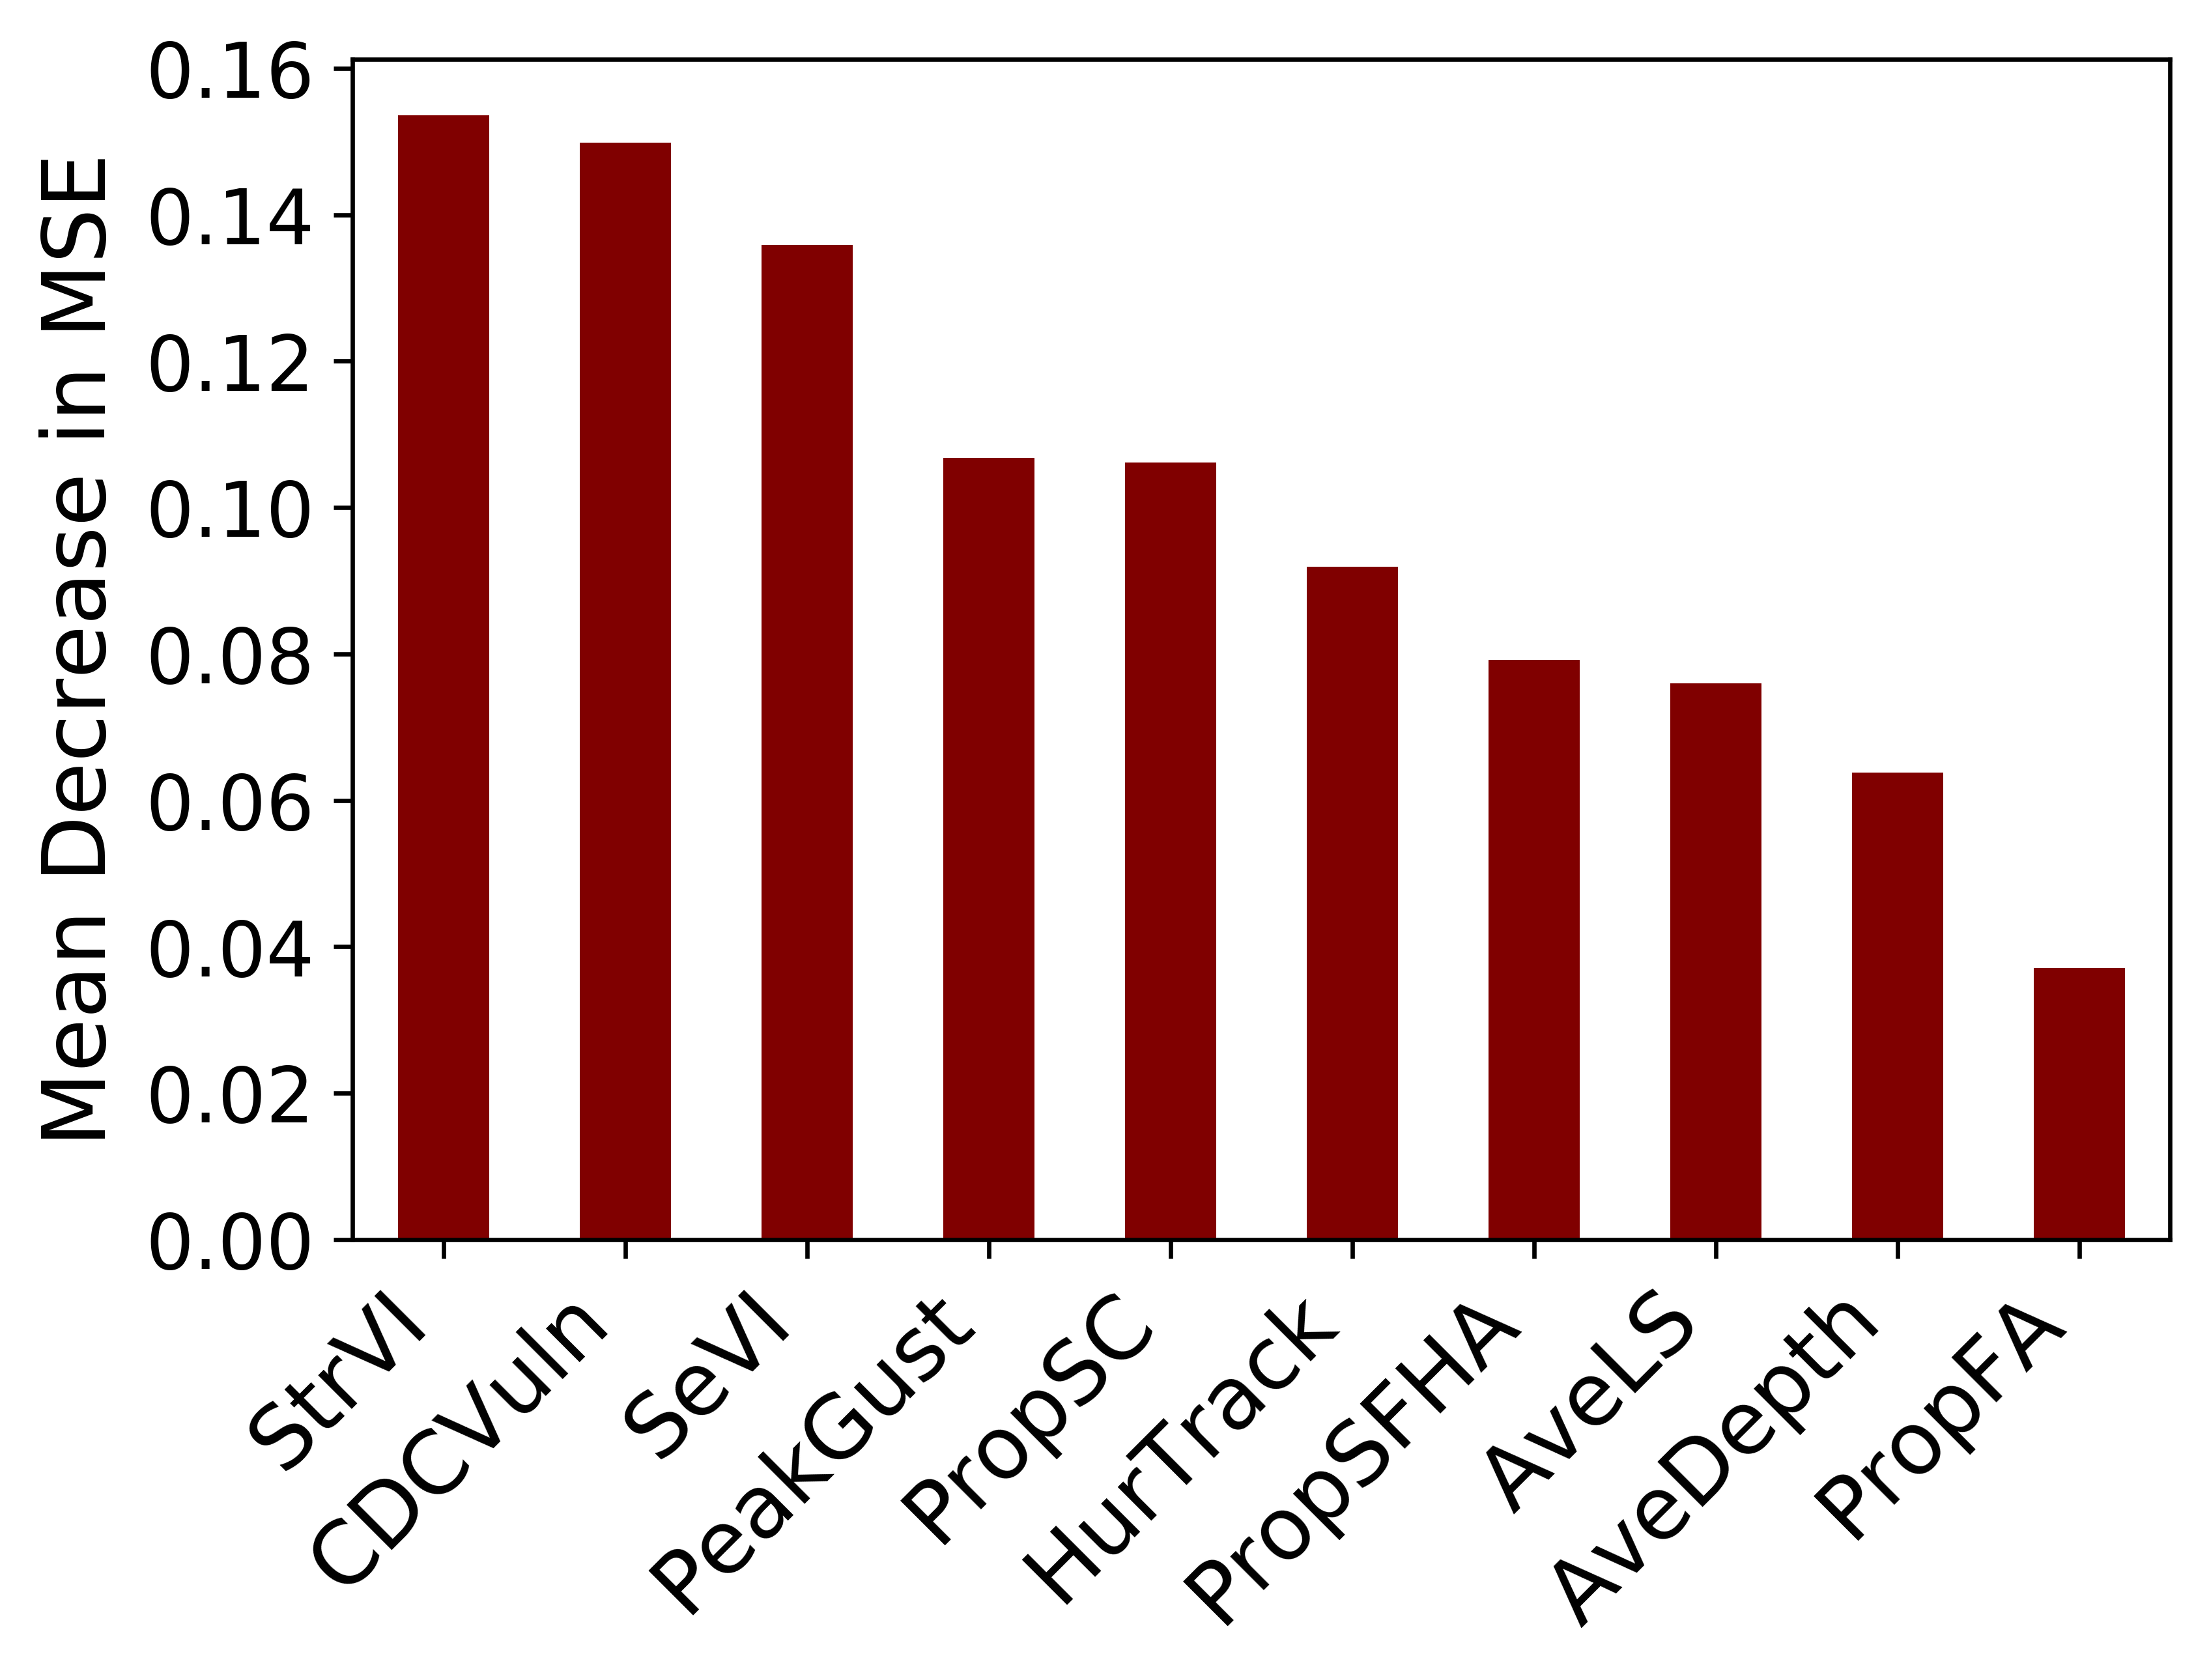 Mean Decrease in MSE
0.16
0.14
0.12
0.10
0.08
0.06
0.04
0.02
0.00
StrVI
CDCVuln
SeVI
PeakGust
PropSC
HurTrack
PropSFHA
AveLS
AveDepth
PropFA